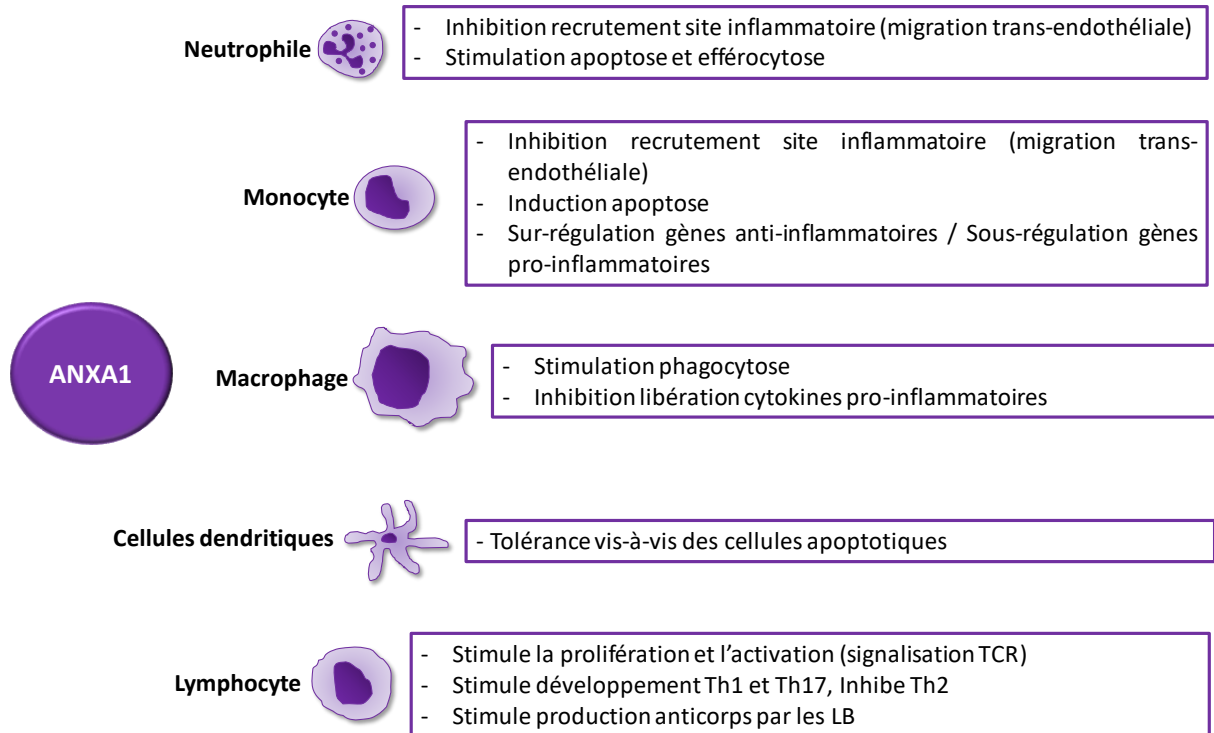 Neutrophile
- Inhibition recrutement site inflammatoire (migration trans-endothéliale)
- Stimulation apoptose et efférocytose
Monocyte
- Inhibition recrutement site inflammatoire (migration trans-
endothéliale)
- Induction apoptose
- Sur-régulation gènes anti-inflammatoires / Sous-régulation gènes
pro-inflammatoires
ANXA1
Macrophage
- Stimulation phagocytose
- Inhibition libération cytokines pro-inflammatoires
Cellules dendritiques
- Tolérance vis-à-vis des cellules apoptotiques
Lymphocyte
- Stimule la prolifération et l’activation (signalisation TCR)
- Stimule développement Th1 et Th17, Inhibe Th2
- Stimule production anticorps par les LB